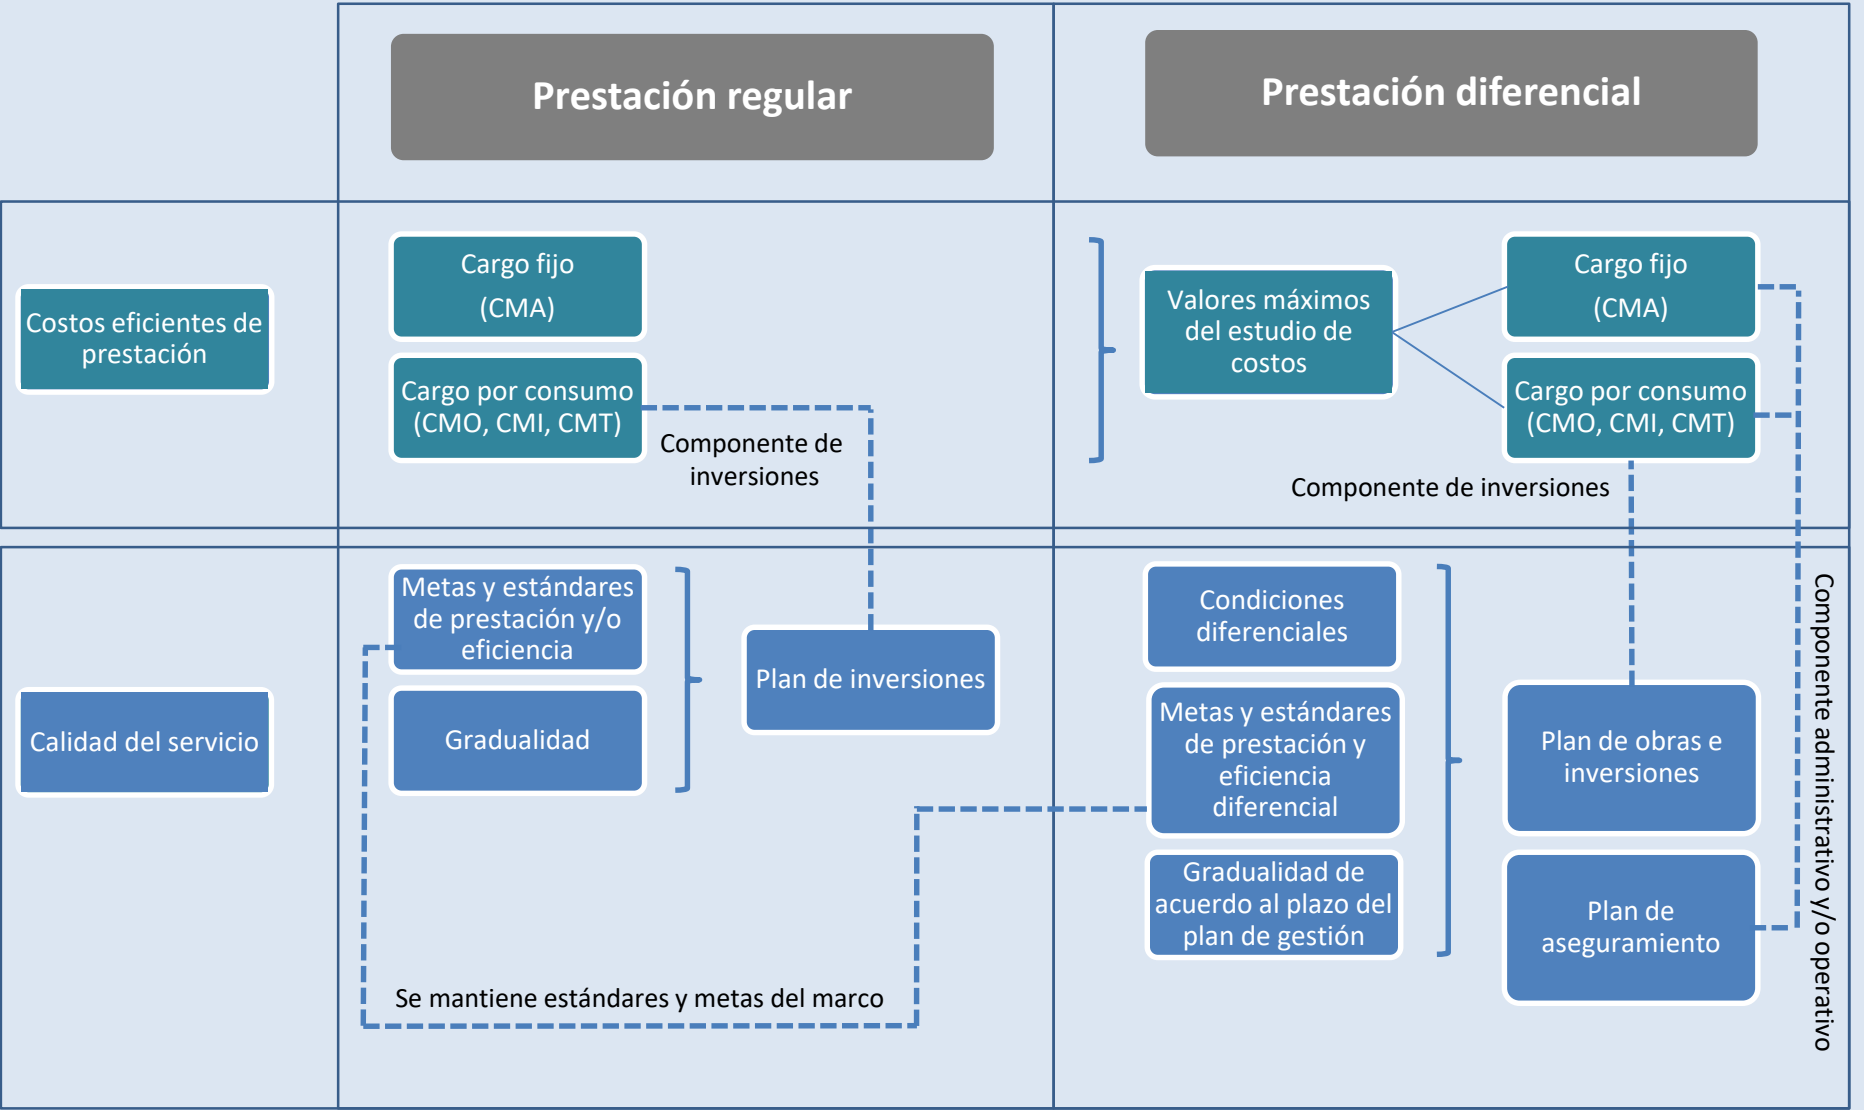 Prestación regular
Prestación diferencial
Costos eficientes de
prestación
Cargo fijo
(CMA)
Cargo por consumo
(CMO, CMI, CMT)
Componente de
inversiones
Valores máximos
del estudio de
costos
Cargo fijo
(CMA)
Cargo por consumo
(CMO, CMI, CMT)
Componente de inversiones
Calidad del servicio
Metas y estándares
de prestación y/o
eficiencia
Gradualidad
Plan de inversiones
Se mantiene estándares y metas del marco
Condiciones
diferenciales
Metas y estándares
de prestación y
eficiencia
diferencial
Gradualidad de
acuerdo al plazo del
plan de gestión
Plan de obras e
inversiones
Plan de
aseguramiento
Componente administrativo y/o operativo